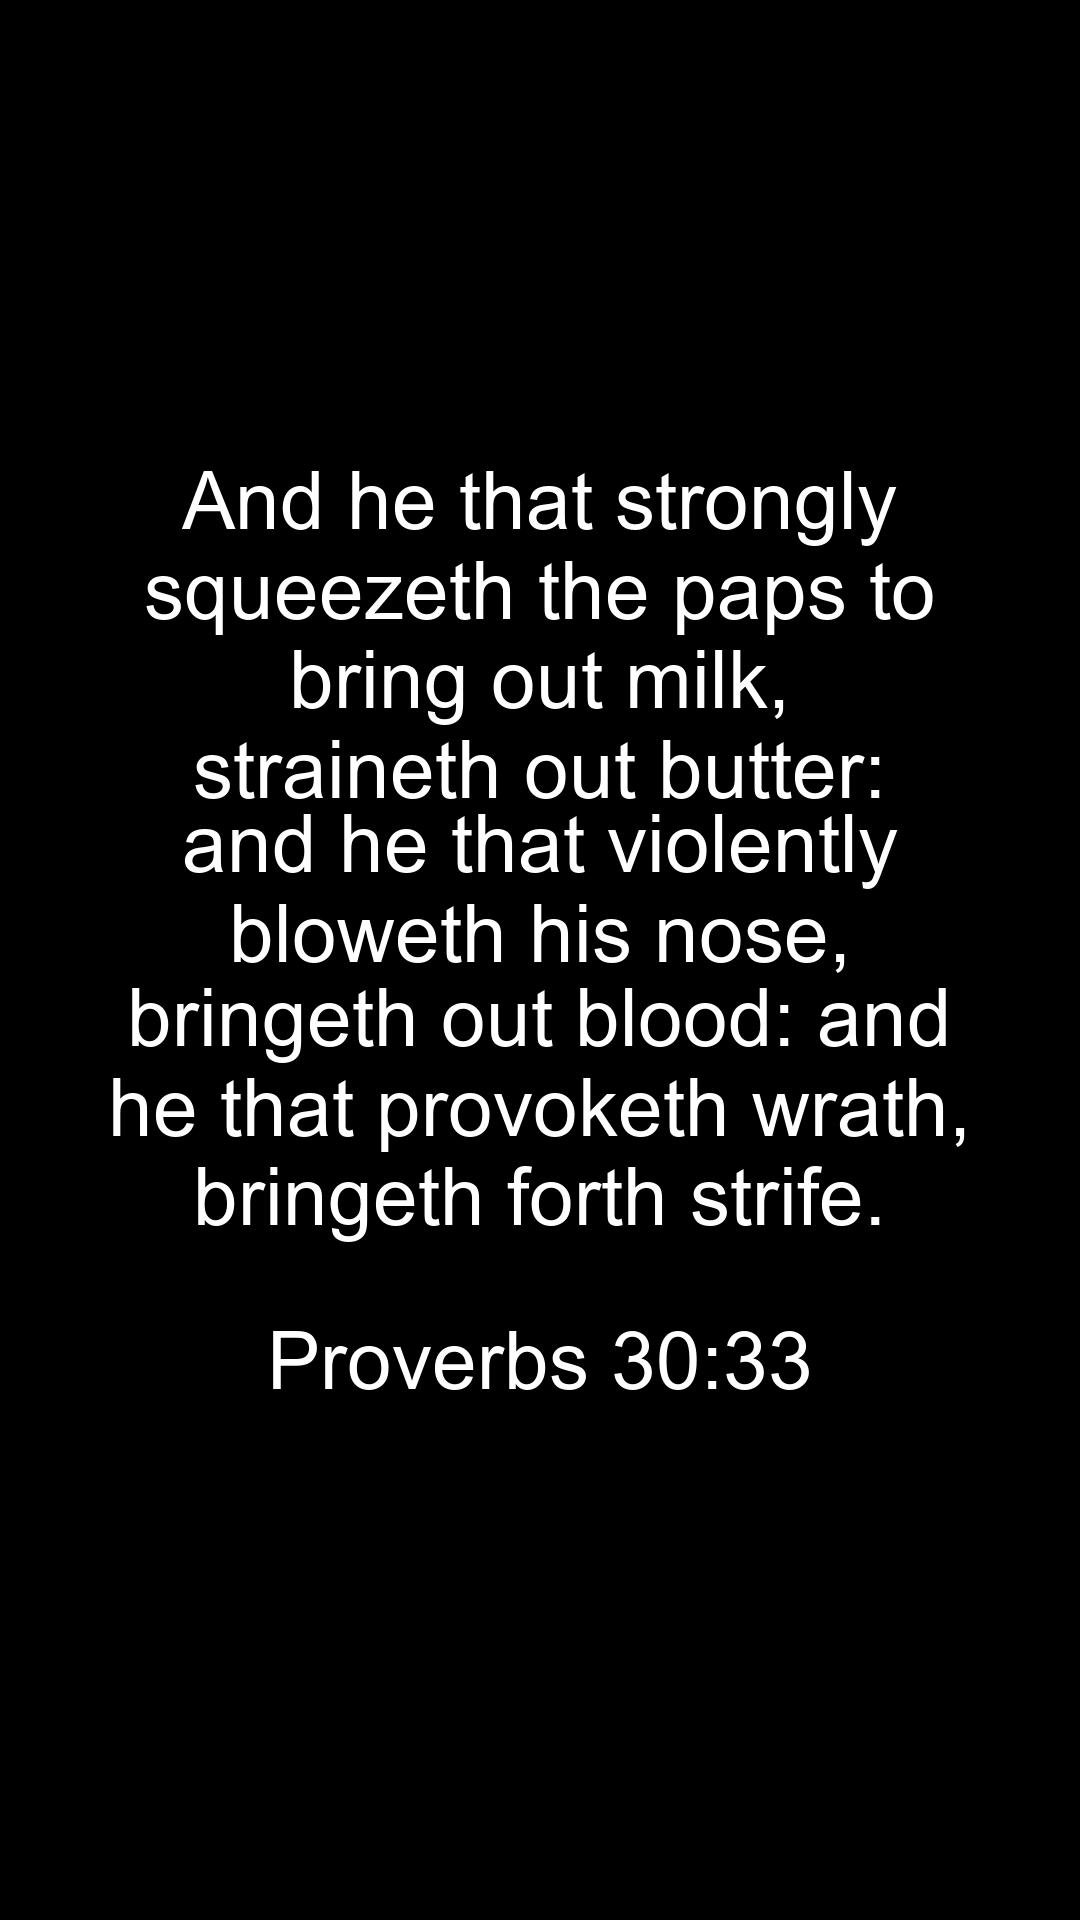 And he that strongly
squeezeth the paps to
bring out milk,
straineth out butter:
and he that violently
bloweth his nose,
bringeth out blood: and
he that provoketh wrath,
bringeth forth strife.
Proverbs 30:33